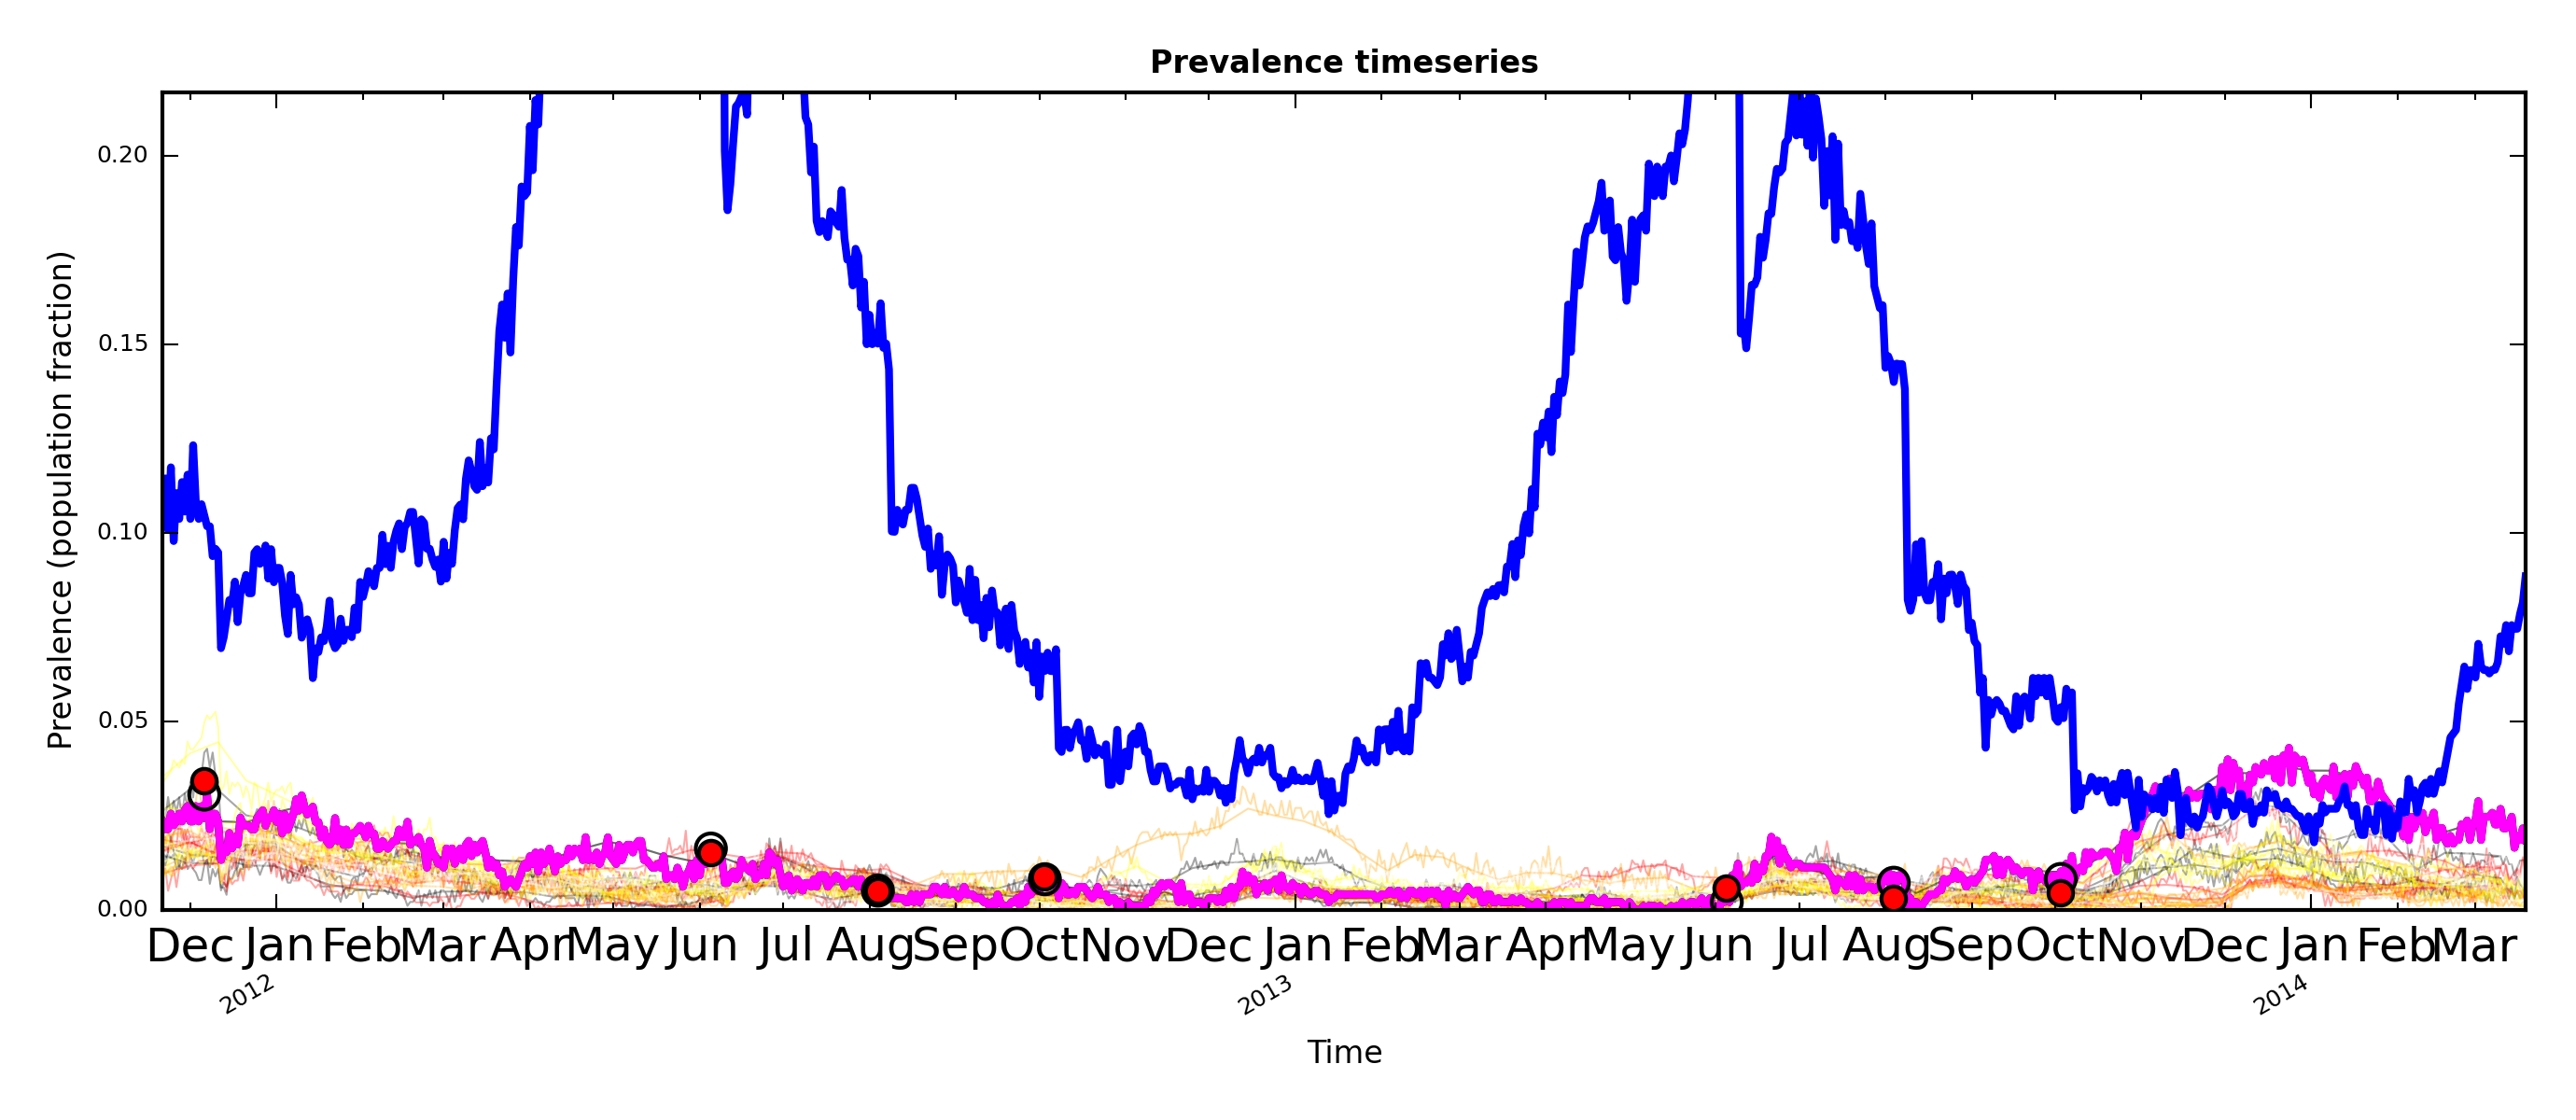 Prevalence timeseries
Prevalence (population fraction)
0.20
0.15
0.10
0.05
0.00
Dec Jan Feb Mar Apr May Jun Jul Aug Sep Oct Nov Dec Jan Feb Mar Apr May Jun Jul Aug Sep Oct Nov Dec Jan Feb Mar
2012 2013 2014
Time